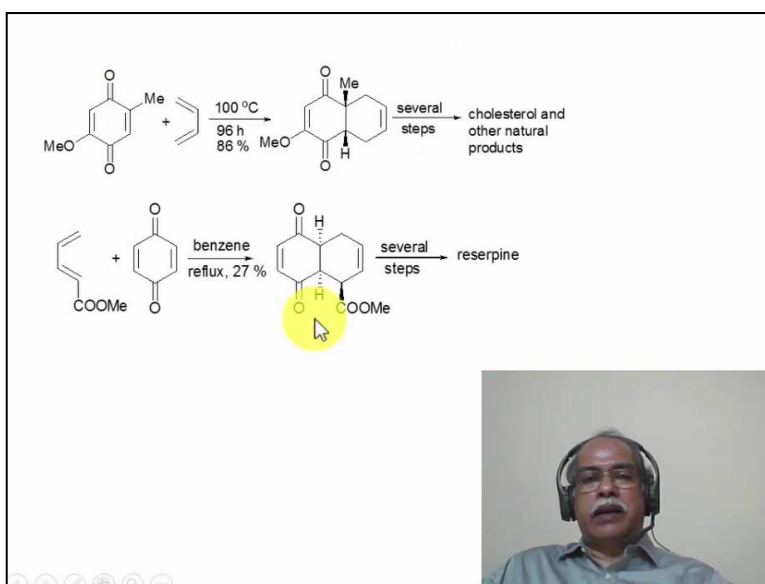 O
Me
MeO
O
+
100 °C
96 h
86 %
O
Me
MeO
O
H
several
steps
cholesterol and
other natural
products
COOMe
+
O
O
benzene
reflux, 27 %
O
H
H
O
COOMe
several
steps
reserpine